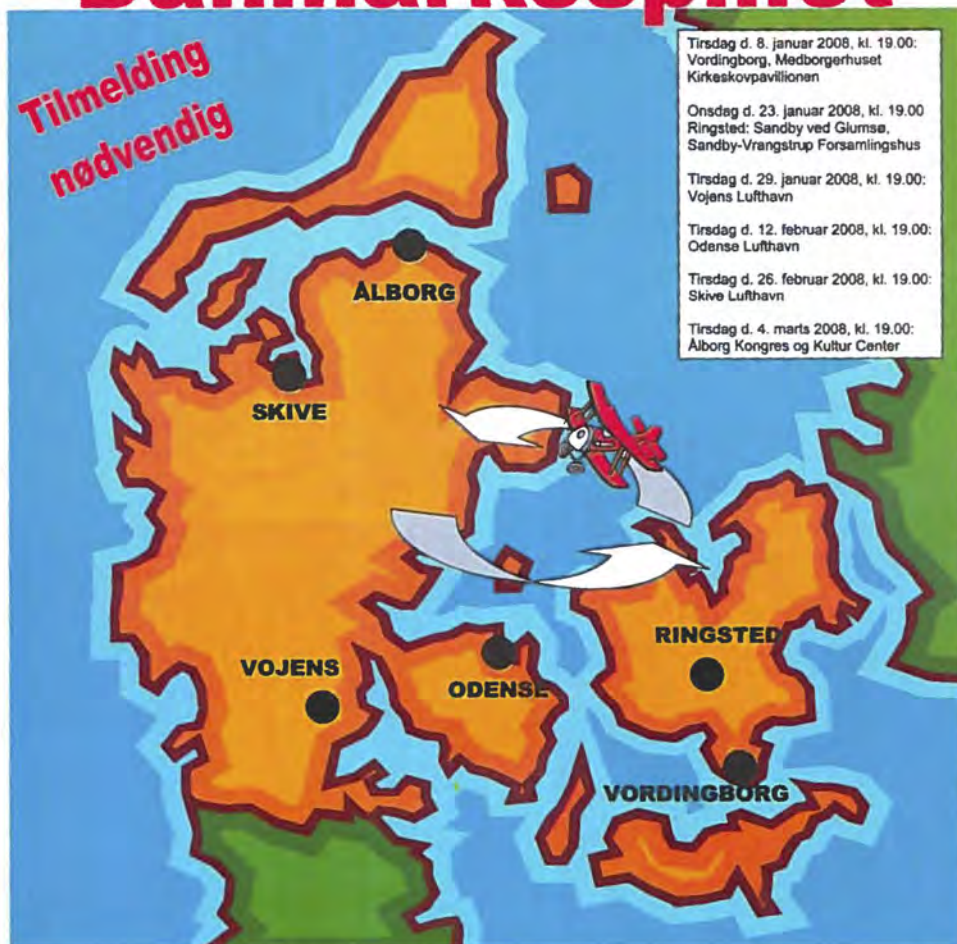 Tilmelding
nødvendig
Tirsdag d. 8. januar 2008, kl. 19.00:
Vordingborg, Medborgerhuset
Kirkeskovpavillionen
Onsdag d. 23. januar 2008, kl. 19.00
Ringsted: Sandby ved Glumsø,
Sandby-Vrangstrup Forsamlingshus
Tirsdag d. 29. januar 2008, kl. 19.00:
Vojens Lufthavn
Tirsdag d. 12. februar 2008, kl. 19.00:
Odense Lufthavn
Tirsdag d. 26. februar 2008, kl. 19.00:
Skive Lufthavn
Tirsdag d. 4. marts 2008, kl. 19.00:
Ålborg Kongres og Kultur Center
ÅLBORG
SKIVE
RINGSTED
VOJENS
ODENSE
VORDINGBORG